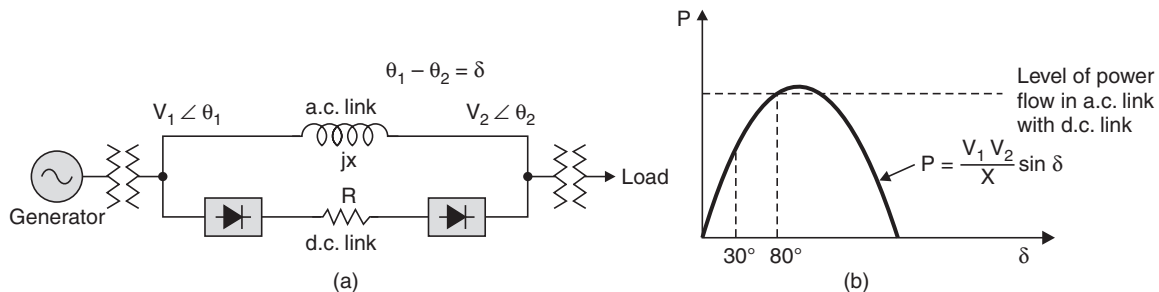 θ1 – θ2 = δ
V1 ∠ θ1
a.c. link
V2 ∠ θ2
jx
Generator
R
d.c. link
Load
(a)
P
Level of power
flow in a.c. link
with d.c. link
P = V1 V2 / X sin δ
30° 80° δ
(b)